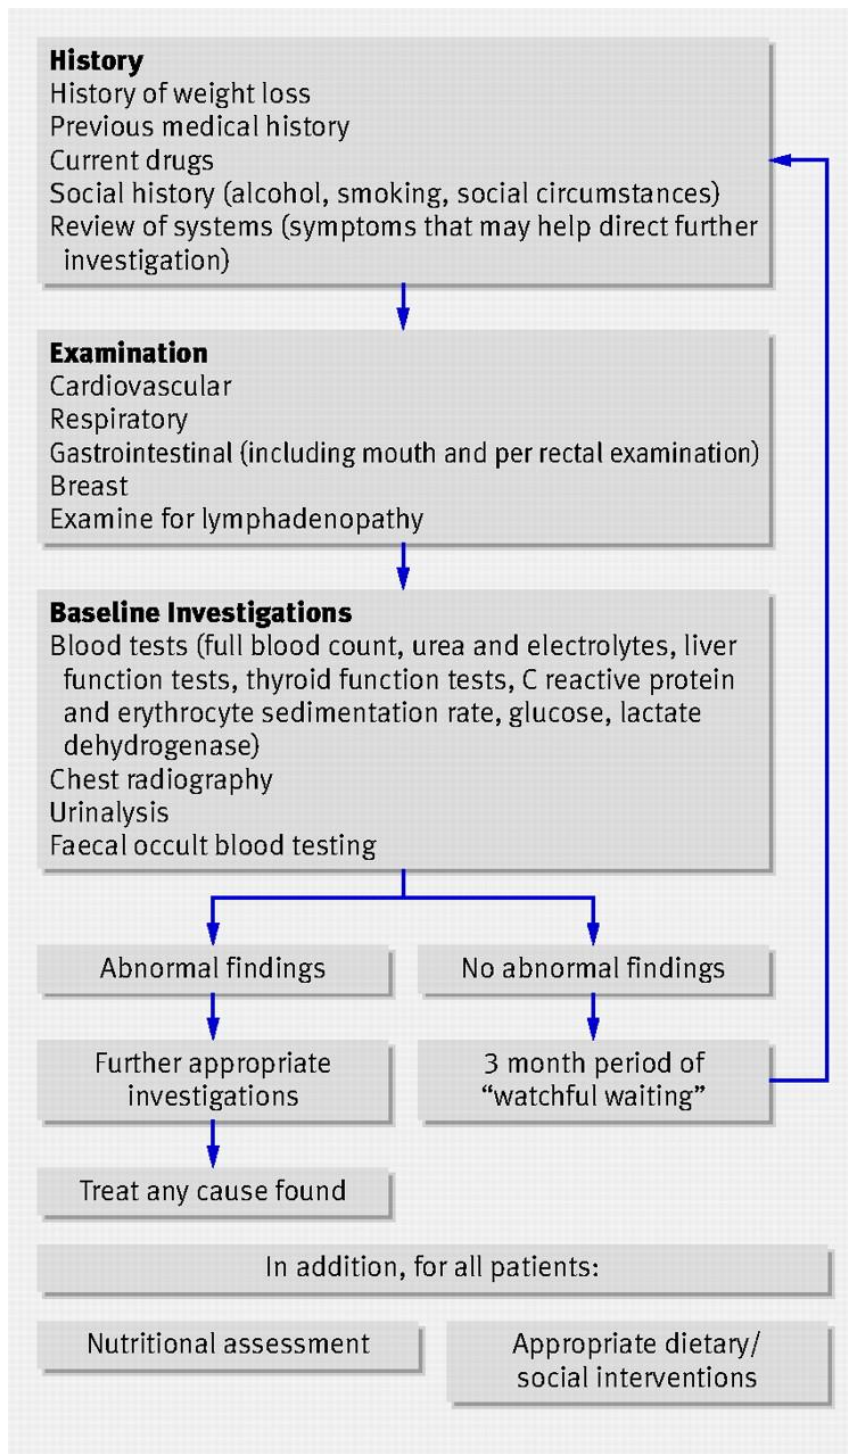 History
History of weight loss
Previous medical history
Current drugs
Social history (alcohol, smoking, social circumstances)
Review of systems (symptoms that may help direct further
investigation)
Examination
Cardiovascular
Respiratory
Gastrointestinal (including mouth and per rectal examination)
Breast
Examine for lymphadenopathy
Baseline Investigations
Blood tests (full blood count, urea and electrolytes, liver
function tests, thyroid function tests, C reactive protein
and erythrocyte sedimentation rate, glucose, lactate
dehydrogenase)
Chest radiography
Urinalysis
Faecal occult blood testing
Abnormal findings
No abnormal findings
Further appropriate
investigations
3 month period of
“watchful waiting”
Treat any cause found
In addition, for all patients:
Nutritional assessment
Appropriate dietary/
social interventions